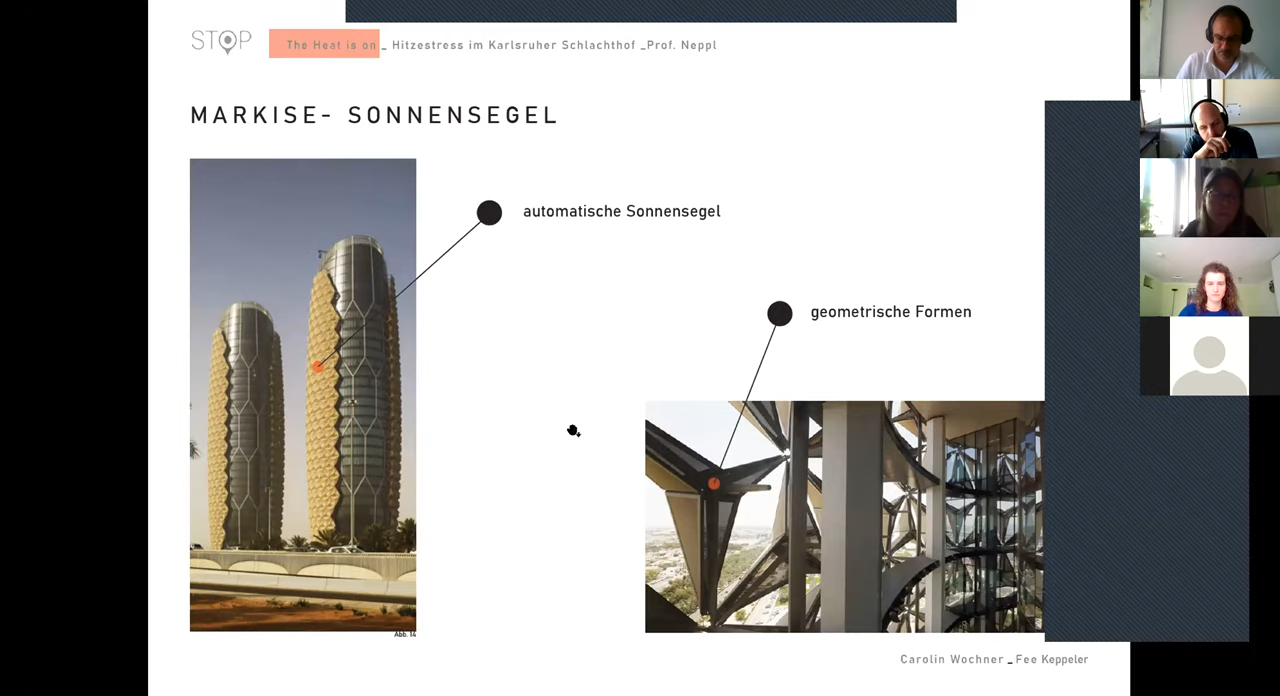 STOP
The Heat is on _ Hitzestress im Karlsruher Schlachthof _Prof. Neppl
MARKISE- SONNENSEGEL
automatische Sonnensegel
geometrische Formen
Abb. 14
Carolin Wochner _ Fee Keppeler